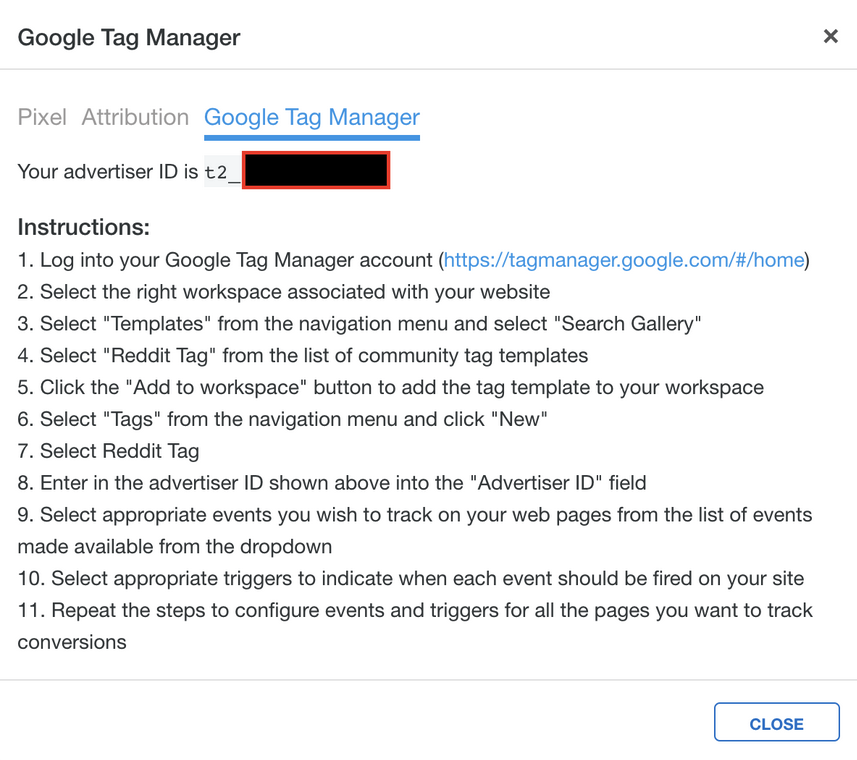 Google Tag Manager
×
Pixel Attribution Google Tag Manager
Your advertiser ID is t2_
Instructions:
1. Log into your Google Tag Manager account (https://tagmanager.google.com/#/home)
2. Select the right workspace associated with your website
3. Select "Templates" from the navigation menu and select "Search Gallery"
4. Select "Reddit Tag" from the list of community tag templates
5. Click the "Add to workspace" button to add the tag template to your workspace
6. Select "Tags" from the navigation menu and click "New"
7. Select Reddit Tag
8. Enter in the advertiser ID shown above into the "Advertiser ID" field
9. Select appropriate events you wish to track on your web pages from the list of events
made available from the dropdown
10. Select appropriate triggers to indicate when each event should be fired on your site
11. Repeat the steps to configure events and triggers for all the pages you want to track
conversions
CLOSE